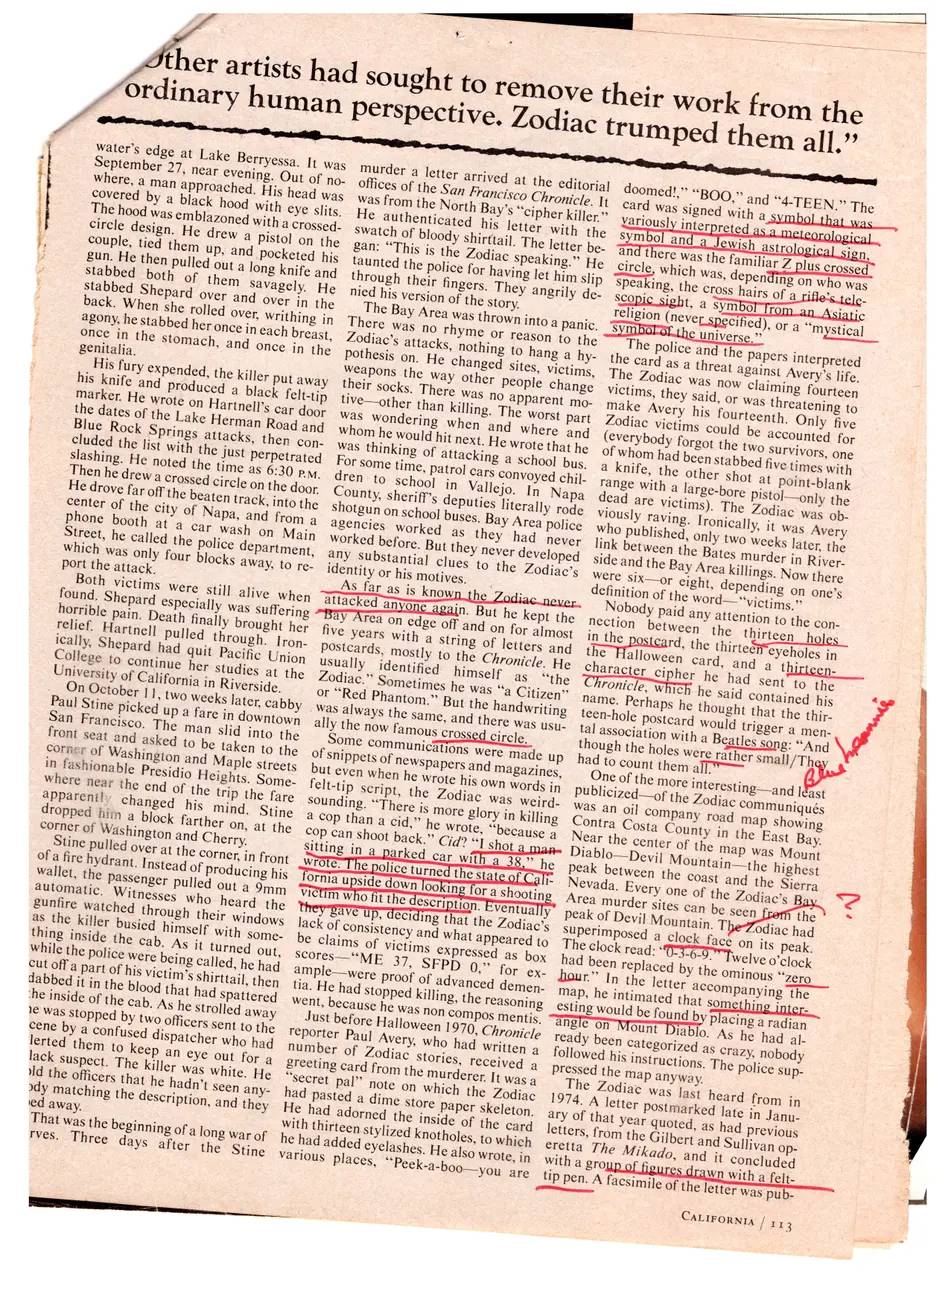 Other artists had sought to remove their work from the
ordinary human perspective. Zodiac trumped them all.”
water's edge at Lake Berryessa. It was
September 27, near evening. Out of no-
where, a man approached. His head was
covered by a black hood with eye slits.
The hood was emblazoned with a crossed-
circle design. He drew a pistol on the
couple, tied them up, and pocketed his
gun. He then pulled out a long knife and
stabbed both of them savagely. He
stabbed Shepard over and over in the
back. When she rolled over, writhing in
agony, he stabbed her once in each breast,
once in the stomach, and once in the
genitalia.
His fury expended, the killer put away
his knife and produced a black felt-tip
marker. He wrote on Hartnell's car door
the dates of the Lake Herman Road and
Blue Rock Springs attacks, then con-
cluded the list with the just perpetrated
slashing. He noted the time as 6:30 P.M.
Then he drew a crossed circle on the door.
He drove far off the beaten track, into the
center of the city of Napa, and from a
phone booth at a car wash on Main
Street, he called the police department,
which was only four blocks away, to re-
port the attack.
Both victims were still alive when
found. Shepard especially was suffering
horrible pain. Death finally brought her
relief. Hartnell pulled through. Iron-
ically, Shepard had quit Pacific Union
College to continue her studies at the
University of California in Riverside.
On October 11, two weeks later, cabby
Paul Stine picked up a fare in downtown
San Francisco. The man slid into the
front seat and asked to be taken to the
corner of Washington and Maple streets
in fashionable Presidio Heights. Some-
where near the end of the trip the fare
apparently changed his mind. Stine
dropped him a block farther on, at the
corner of Washington and Cherry.
Stine pulled over at the corner, in front
of a fire hydrant. Instead of producing his
wallet, the passenger pulled out a 9mm
automatic. Witnesses who heard the
gunfire watched through their windows
as the killer busied himself with some-
thing inside the cab. As it turned out,
while the police were being called, he had
cut off a part of his victim's shirttail, then
dabbed it in the blood that had spattered
the inside of the cab. As he strolled away
he was stopped by two officers sent to the
cene by a confused dispatcher who had
lerted them to keep an eye out for a
lack suspect. The killer was white. He
old the officers that he hadn't seen any-
ody matching the description, and they
ed away.
That was the beginning of a long war of
rves. Three days after the Stine
murder a letter arrived at the editorial
offices of the San Francisco Chronicle. It
was from the North Bay's “cipher killer.”
He authenticated his letter with the
swatch of bloody shirttail. The letter be-
gan: “This is the Zodiac speaking.” He
taunted the police for having let him slip
through their fingers. They angrily de-
nied his version of the story.
The Bay Area was thrown into a panic.
There was no rhyme or reason to the
Zodiac's attacks, nothing to hang a hy-
pothesis on. He changed sites, victims,
weapons the way other people change
their socks. There was no apparent mo-
tive—other than killing. The worst part
was wondering when and where and
whom he would hit next. He wrote that he
was thinking of attacking a school bus.
For some time, patrol cars convoyed chil-
dren to school in Vallejo. In Napa
County, sheriff's deputies literally rode
shotgun on school buses. Bay Area police
agencies worked as they had never
worked before. But they never developed
any substantial clues to the Zodiac's
identity or his motives.
As far as is known the Zodiac never
attacked anyone again. But he kept the
Bay Area on edge off and on for almost
five years with a string of letters and
postcards, mostly to the Chronicle. He
usually identified himself as “the
Zodiac.” Sometimes he was “a Citizen”
or “Red Phantom.” But the handwriting
was always the same, and there was usu-
ally the now famous crossed circle.
Some communications were made up
of snippets of newspapers and magazines,
but even when he wrote his own words in
felt-tip script, the Zodiac was weird-
sounding. “There is more glory in killing
a cop than a cid,” he wrote, “because a
cop can shoot back.” Cid? “I shot a man
sitting in a parked car with a 38,” he
wrote. The police turned the state of Cali-
fornia upside down looking for a shooting
victim who fit the description. Eventually
they gave up, deciding that the Zodiac's
lack of consistency and what appeared to
be claims of victims expressed as box
scores—“ME 37, SFPD 0,” for ex-
ample—were proof of advanced demen-
tia. He had stopped killing, the reasoning
went, because he was non compos mentis.
Just before Halloween 1970, Chronicle
reporter Paul Avery, who had written a
number of Zodiac stories, received a
greeting card from the murderer. It was a
“secret pal” note on which the Zodiac
had pasted a dime store paper skeleton.
He had adorned the inside of the card
with thirteen stylized knotholes, to which
he had added eyelashes. He also wrote, in
various places, “Peek-a-boo—you are
doomed!,” “BOO,” and “4-TEEN.” The
card was signed with a symbol that was
variously interpreted as a meteorological
symbol and a Jewish astrological sign,
and there was the familiar Z plus crossed
circle, which was, depending on who was
speaking, the cross hairs of a rifle's tele-
scopic sight, a symbol from an Asiatic
religion (never specified), or a “mystical
symbol of the universe.”
The police and the papers interpreted
the card as a threat against Avery's life.
The Zodiac was now claiming fourteen
victims, they said, or was threatening to
make Avery his fourteenth. Only five
Zodiac victims could be accounted for
(everybody forgot the two survivors, one
of whom had been stabbed five times with
a knife, the other shot at point-blank
range with a large-bore pistol—only the
dead are victims). The Zodiac was ob-
viously raving. Ironically, it was Avery
who published, only two weeks later, the
link between the Bates murder in River-
side and the Bay Area killings. Now there
were six—or eight, depending on one's
definition of the word—“victims.”
Nobody paid any attention to the con-
nection between the thirteen holes
in the postcard, the thirteen eyeholes in
the Halloween card, and a thirteen-
character cipher he had sent to the
Chronicle, which he said contained his
name. Perhaps he thought that the thir-
teen-hole postcard would trigger a men-
tal association with a Beatles song: “And
though the holes were rather small/They
had to count them all.”
One of the more interesting—and least
publicized—of the Zodiac communiqués
was an oil company road map showing
Contra Costa County in the East Bay.
Near the center of the map was Mount
Diablo—Devil Mountain—the highest
peak between the coast and the Sierra
Nevada. Every one of the Zodiac's Bay
Area murder sites can be seen from the
peak of Devil Mountain. The Zodiac had
superimposed a clock face on its peak.
The clock read: “0-3-6-9.” Twelve o'clock
had been replaced by the ominous “zero
hour.” In the letter accompanying the
map, he intimated that something inter-
esting would be found by placing a radian
angle on Mount Diablo. As he had al-
ready been categorized as crazy, nobody
followed his instructions. The police sup-
pressed the map anyway.
The Zodiac was last heard from in
1974. A letter postmarked late in Janu-
ary of that year quoted, as had previous
letters, from the Gilbert and Sullivan op-
eretta The Mikado, and it concluded
with a group of figures drawn with a felt-
tip pen. A facsimile of the letter was pub-
Blue
?
CALIFORNIA / 113